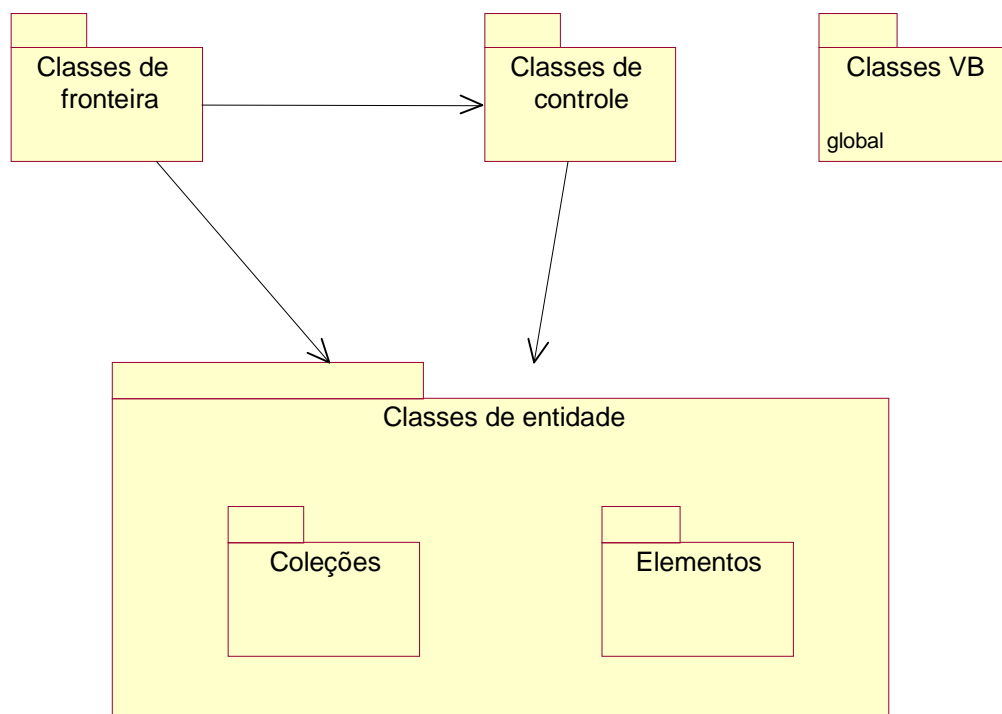 Classes de
fronteira
Classes de
controle
Classes VB
global
Classes de entidade
Coleções
Elementos